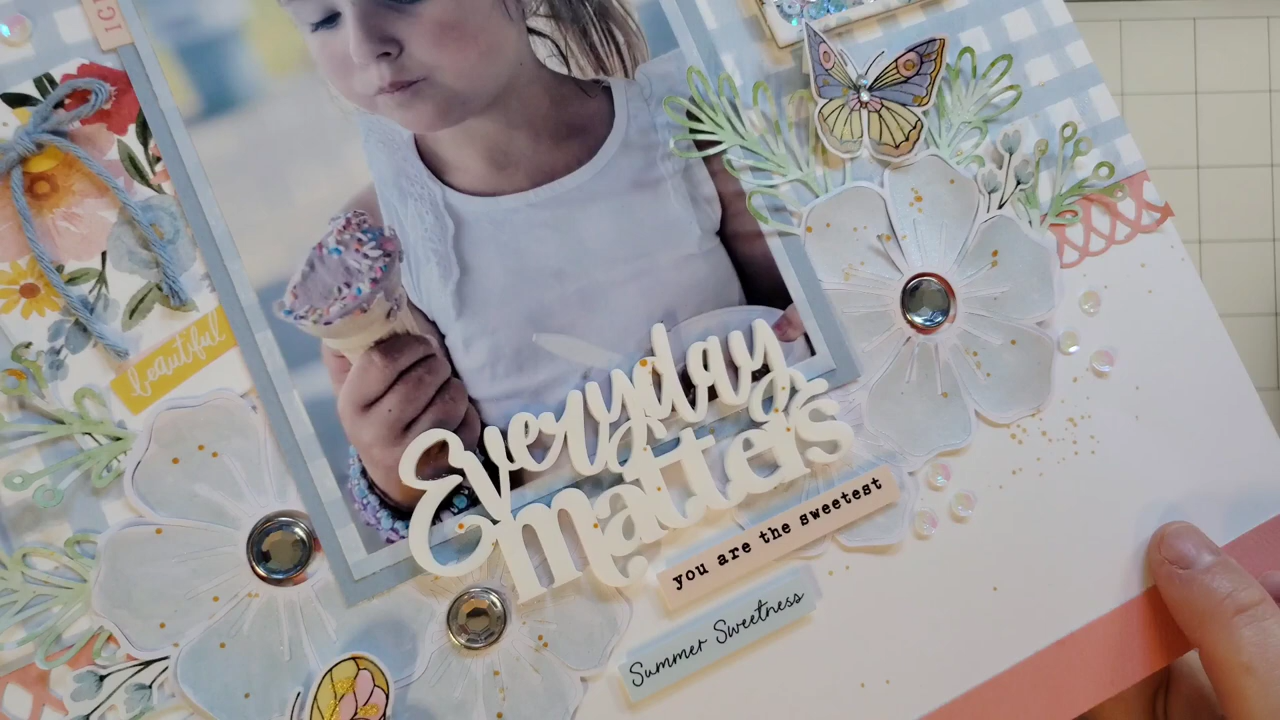 beautiful
Everyday
matters
you are the sweetest
Summer Sweetness